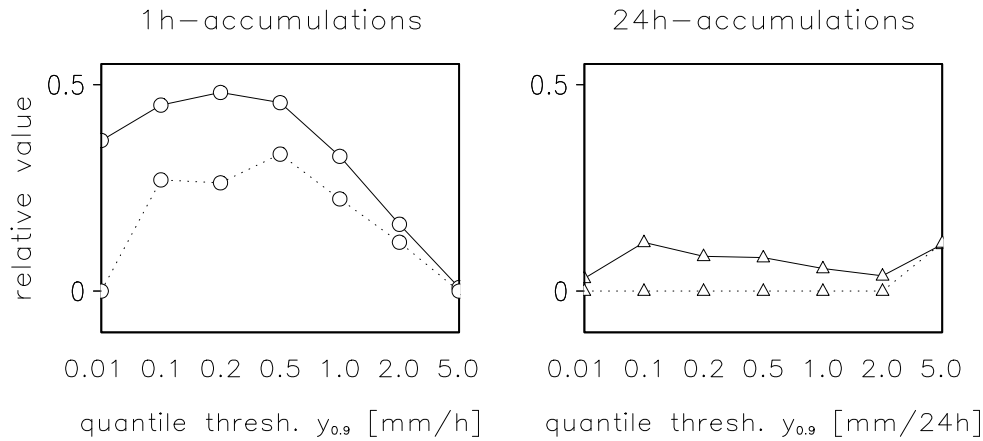 1h−accumulations
24h−accumulations
relative value
0.5
0
0.01 0.1 0.2 0.5 1.0 2.0 5.0
quantile thresh. y0.9 [mm/h]
0.5
0
0.01 0.1 0.2 0.5 1.0 2.0 5.0
quantile thresh. y0.9 [mm/24h]